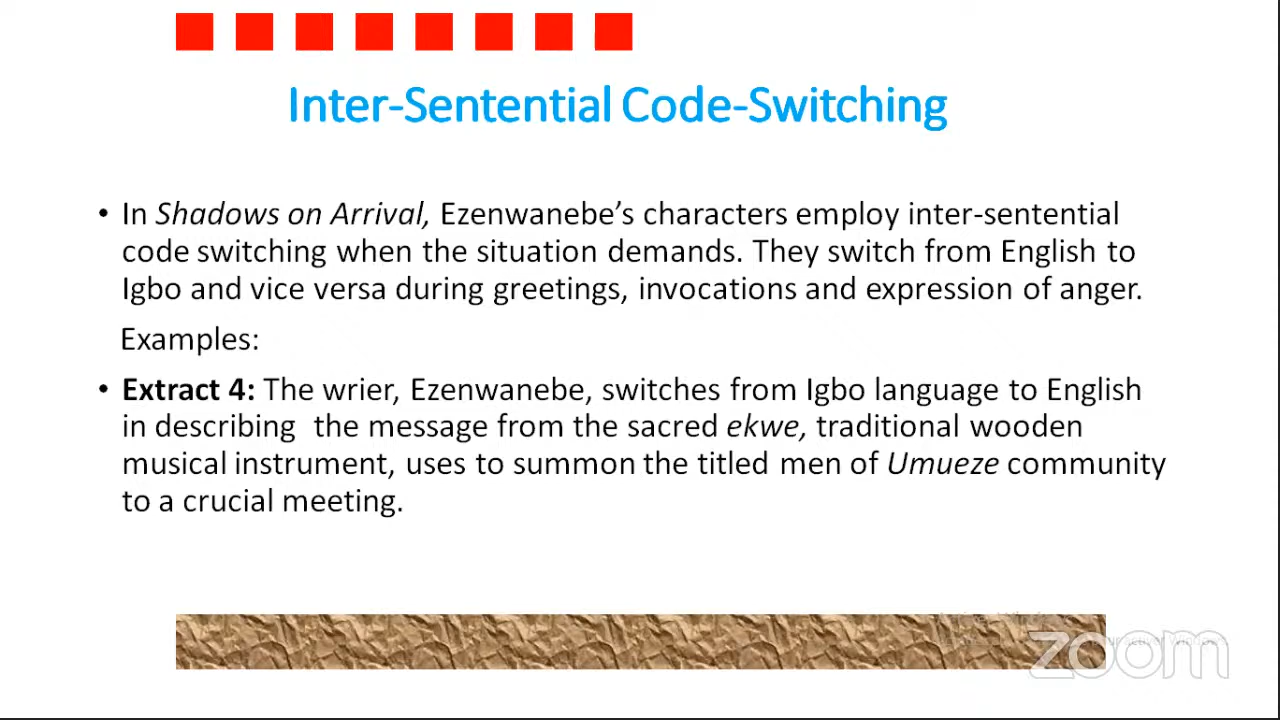 Inter-Sentential Code-Switching
• In Shadows on Arrival, Ezenwanebe's characters employ inter-sentential
code switching when the situation demands. They switch from English to
Igbo and vice versa during greetings, invocations and expression of anger.
Examples:
• Extract 4: The wrier, Ezenwanebe, switches from Igbo language to English
in describing the message from the sacred ekwe, traditional wooden
musical instrument, uses to summon the titled men of Umueze community
to a crucial meeting.
zoom